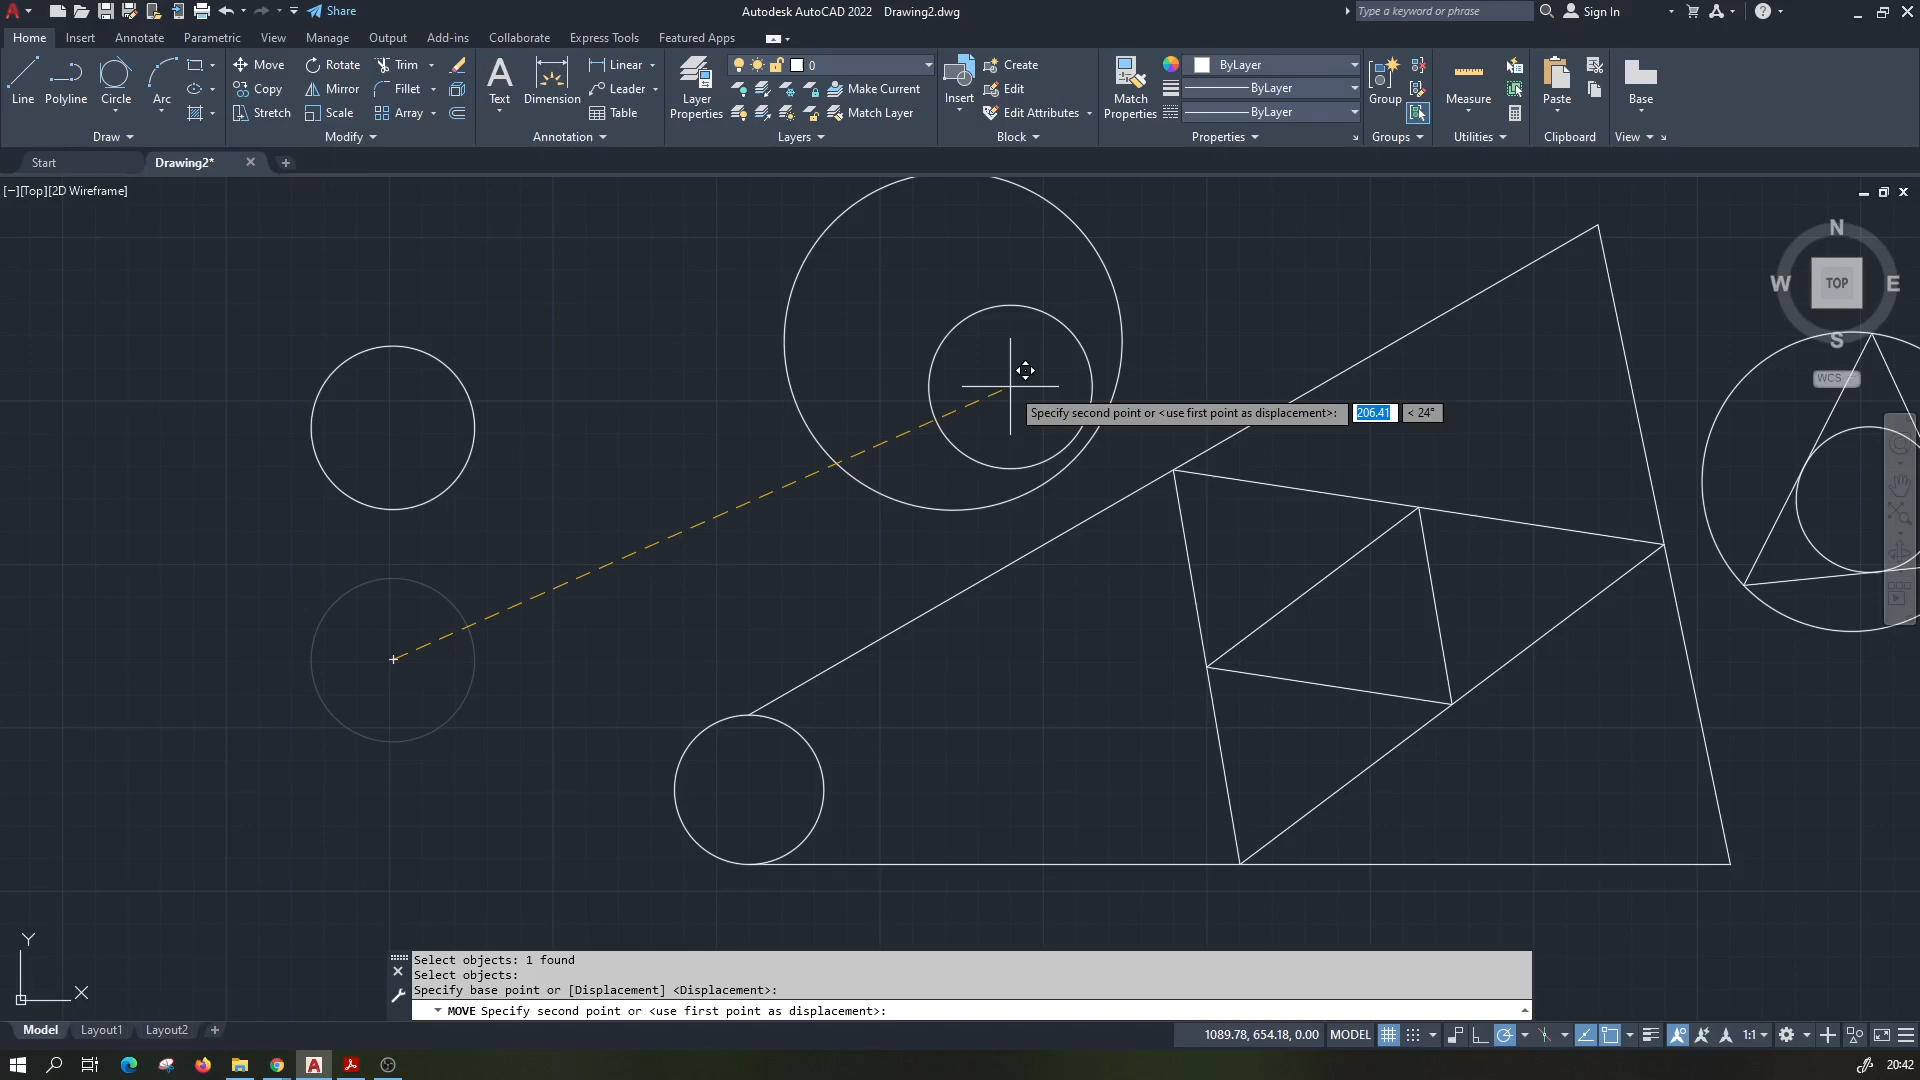 Share
Autodesk AutoCAD 2022 Drawing2.dwg
Type a keyword or phrase
Sign In
Home Insert Annotate Parametric View Manage Output Add-ins Collaborate Express Tools Featured Apps
Line Polyline Circle Arc
Move Rotate Trim
Copy Mirror Fillet
Stretch Scale Array
Text Dimension
Linear
Leader
Table
Layer Properties
0
Make Current
Match Layer
Insert
Create
Edit
Edit Attributes
Match Properties
ByLayer
ByLayer
ByLayer
Group
Measure
Paste
Base
Draw Modify Annotation Layers Block Properties Groups Utilities Clipboard View
Start Drawing2*
[−][Top][2D Wireframe]
N
W TOP E
S
WCS
Specify second point or <use first point as displacement>: 206.41 < 24°
Y
X
Select objects: 1 found
Select objects:
Specify base point or [Displacement] <Displacement>:
MOVE Specify second point or <use first point as displacement>:
Model Layout1 Layout2
1089.78, 654.18, 0.00 MODEL 1:1
20:42